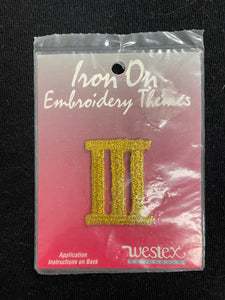 Iron On
Embroidery Themes
III
Application
Instructions on Back
Westex